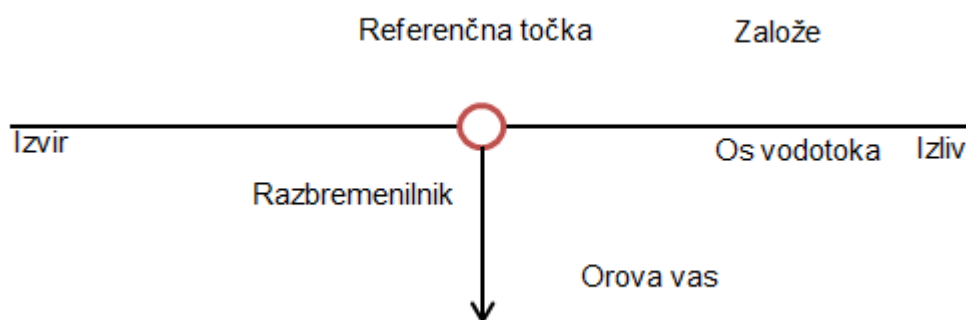 Referenčna točka
Založe
Izvir
Os vodotoka
Izliv
Razbremenilnik
Orova vas